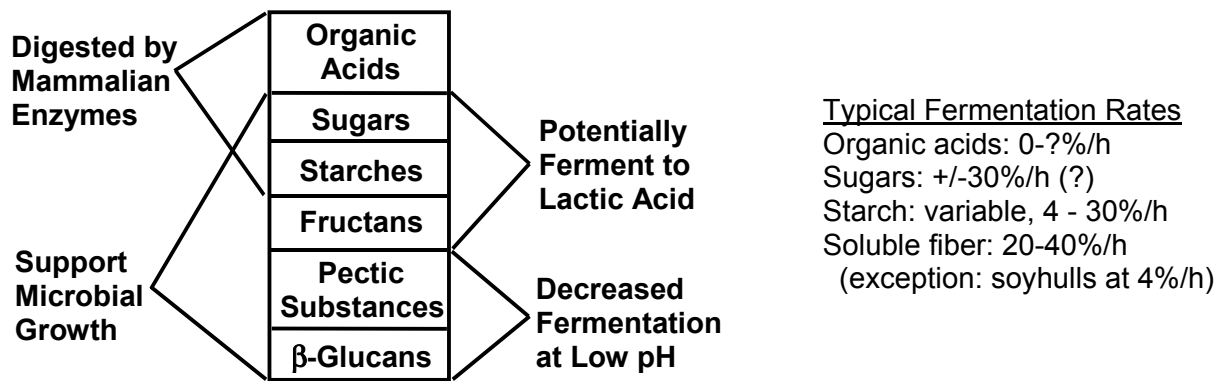 Digested by
Mammalian
Enzymes
Support
Microbial
Growth
Organic
Acids
Sugars
Starches
Fructans
Pectic
Substances
β-Glucans
Potentially
Ferment to
Lactic Acid
Decreased
Fermentation
at Low pH
Typical Fermentation Rates
Organic acids: 0-?%/h
Sugars: +/-30%/h (?)
Starch: variable, 4 - 30%/h
Soluble fiber: 20-40%/h
(exception: soyhulls at 4%/h)